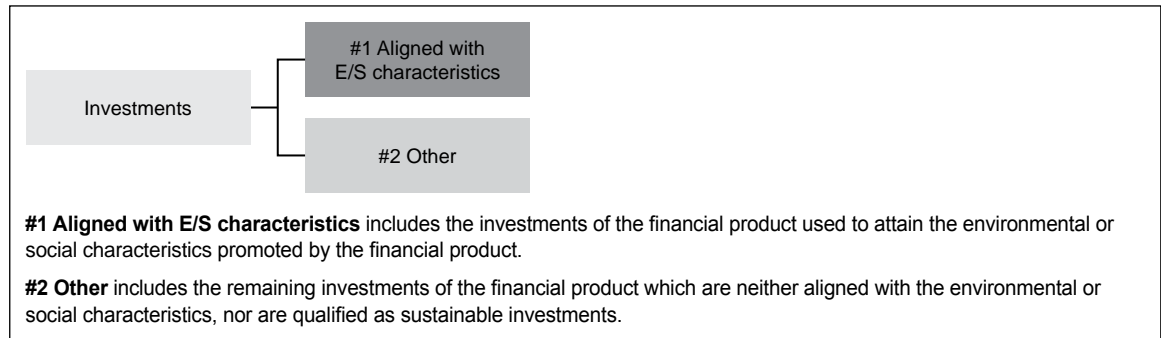 #1 Aligned with
E/S characteristics
Investments
#2 Other
#1 Aligned with E/S characteristics includes the investments of the financial product used to attain the environmental or
social characteristics promoted by the financial product.
#2 Other includes the remaining investments of the financial product which are neither aligned with the environmental or
social characteristics, nor are qualified as sustainable investments.